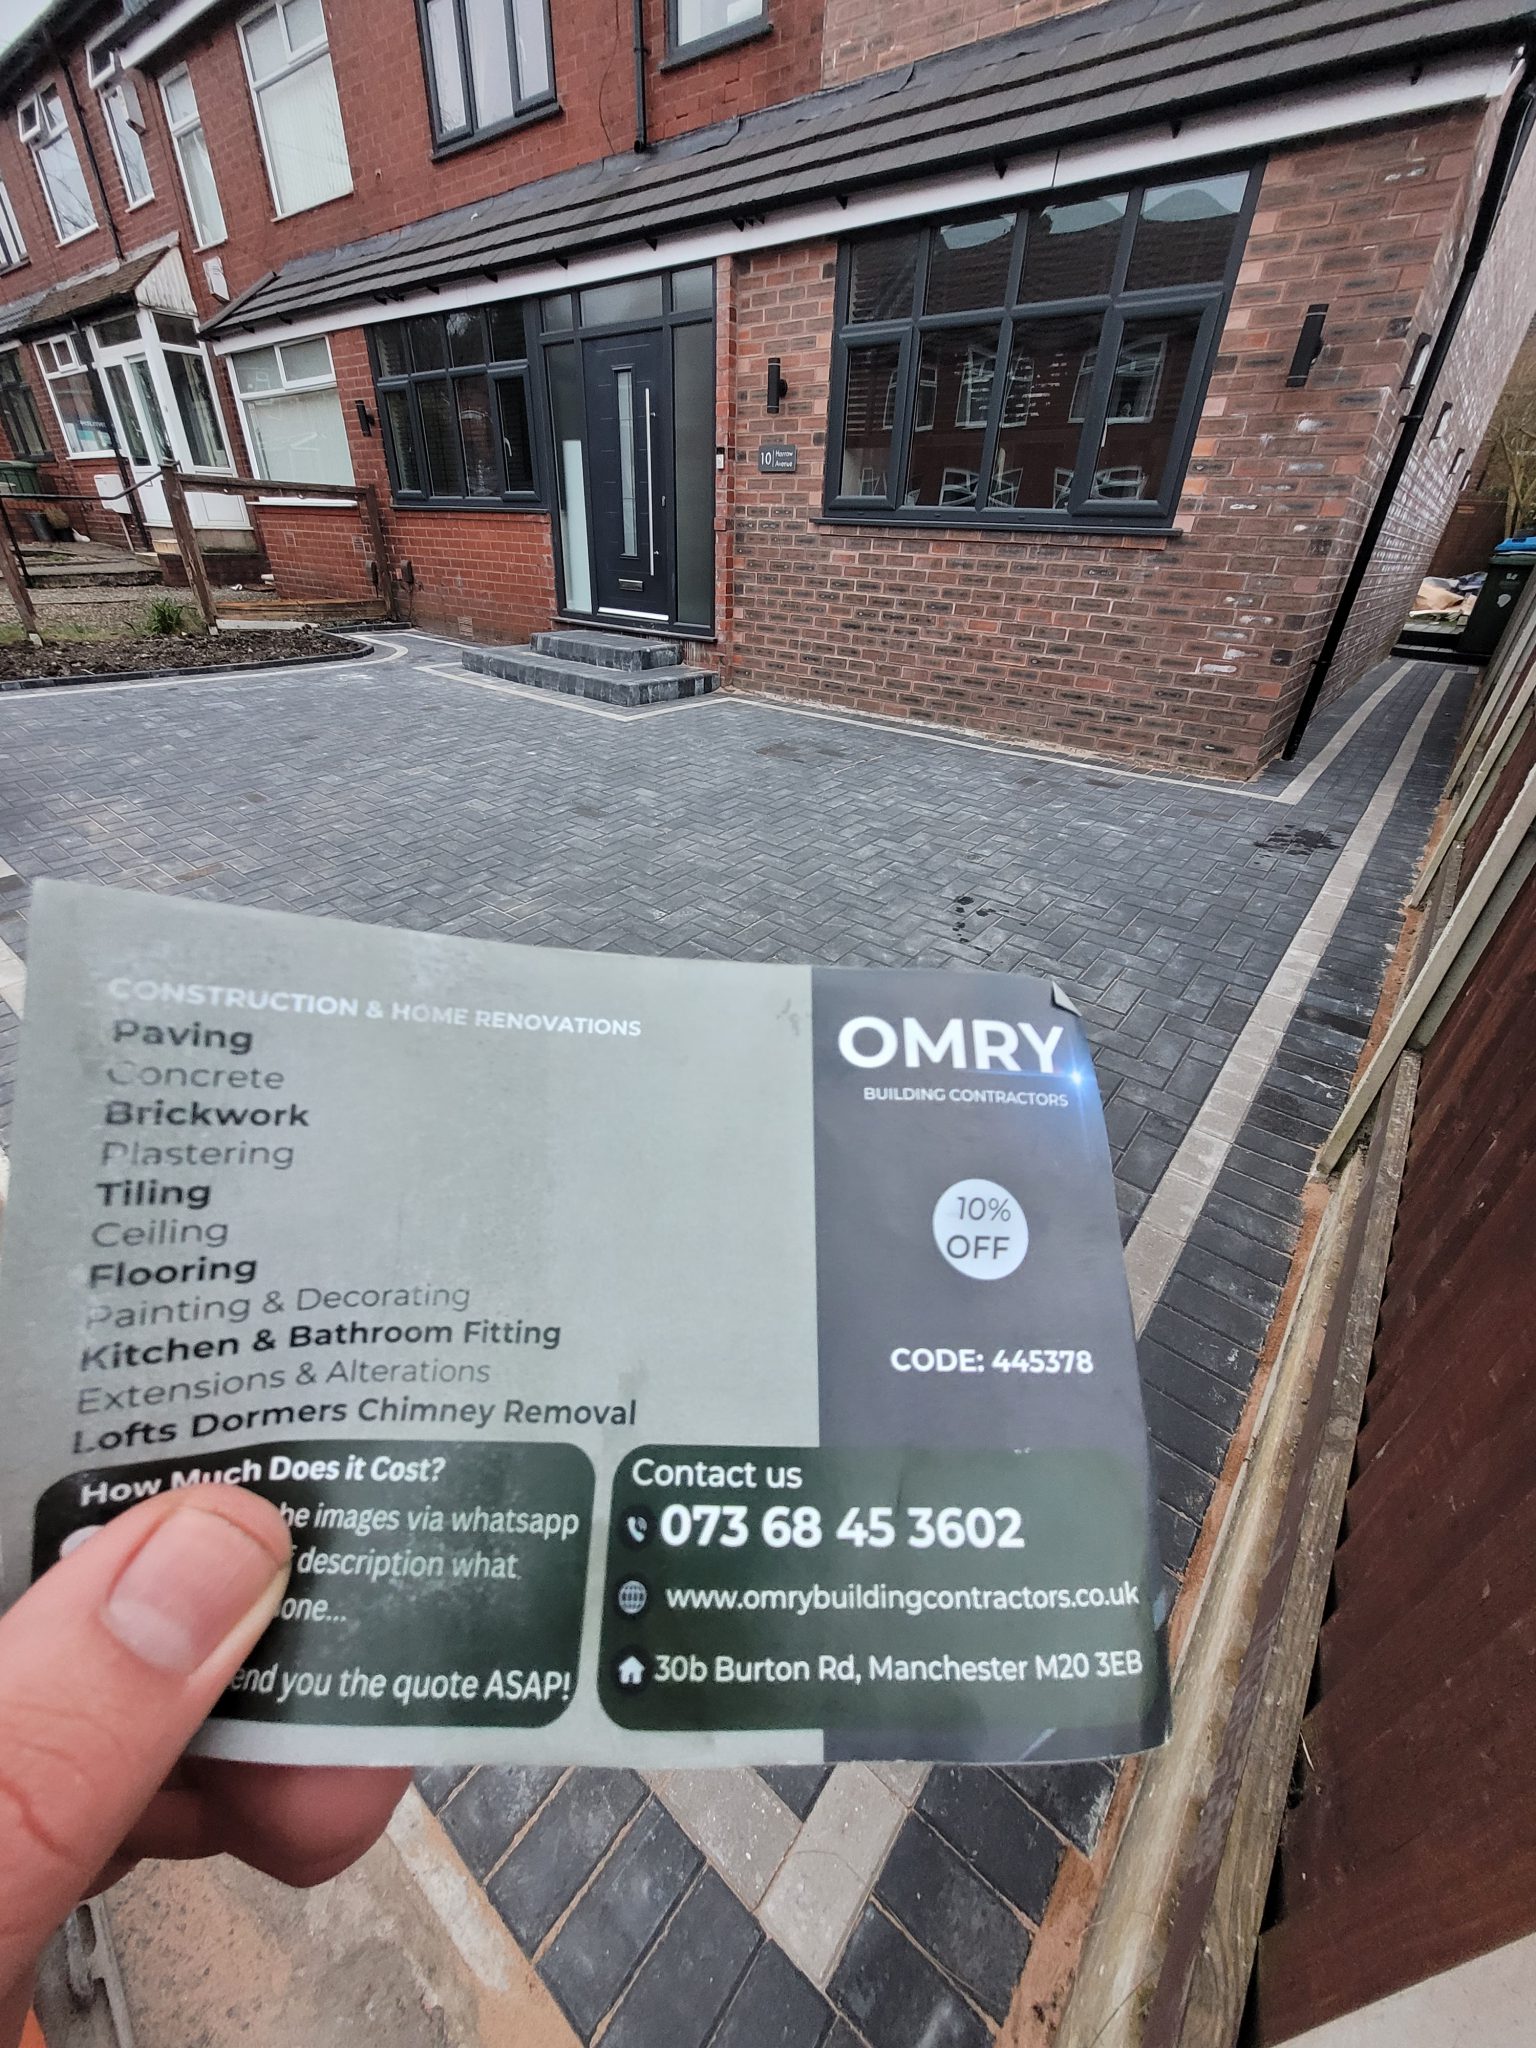 10 Harrow
Avenue
CONSTRUCTION & HOME RENOVATIONS
Paving
Concrete
Brickwork
Plastering
Tiling
Ceiling
Flooring
Painting & Decorating
Kitchen & Bathroom Fitting
Extensions & Alterations
Lofts Dormers Chimney Removal
OMRY
BUILDING CONTRACTORS
10%
OFF
CODE: 445378
How Much Does it Cost?
images via whatsapp
description what
you the quote ASAP!
Contact us
073 68 45 3602
www.omrybuildingcontractors.co.uk
30b Burton Rd, Manchester M20 3EB